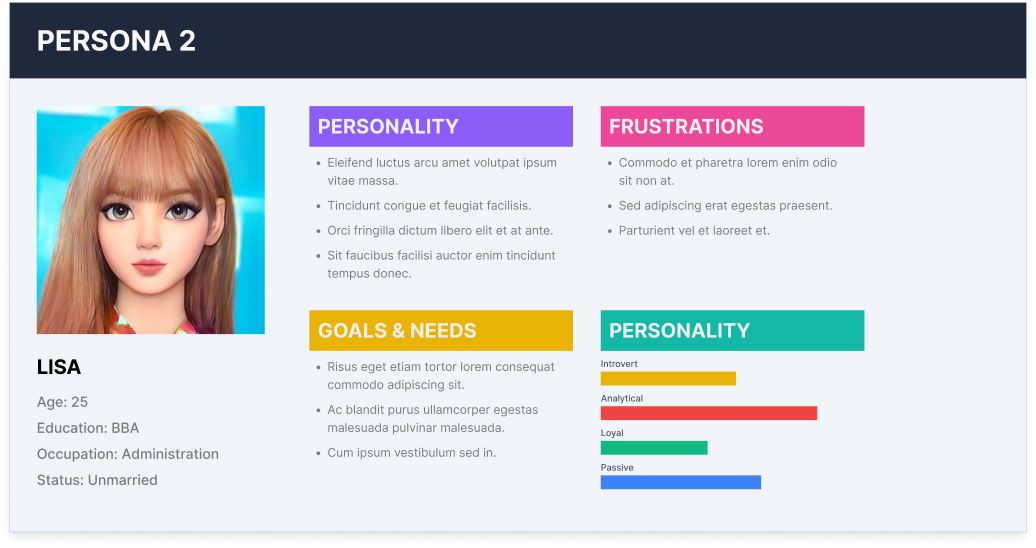 PERSONA 2
LISA
Age: 25
Education: BBA
Occupation: Administration
Status: Unmarried
PERSONALITY
• Eleifend luctus arcu amet volutpat ipsum
vitae massa.
• Tincidunt congue et feugiat facilisis.
• Orci fringilla dictum libero elit et at ante.
• Sit faucibus facilisi auctor enim tincidunt
tempus donec.
FRUSTRATIONS
• Commodo et pharetra lorem enim odio
sit non at.
• Sed adipiscing erat egestas praesent.
• Parturient vel et laoreet et.
GOALS & NEEDS
• Risus eget etiam tortor lorem consequat
commodo adipiscing sit.
• Ac blandit purus ullamcorper egestas
malesuada pulvinar malesuada.
• Cum ipsum vestibulum sed in.
PERSONALITY
Introvert
Analytical
Loyal
Passive